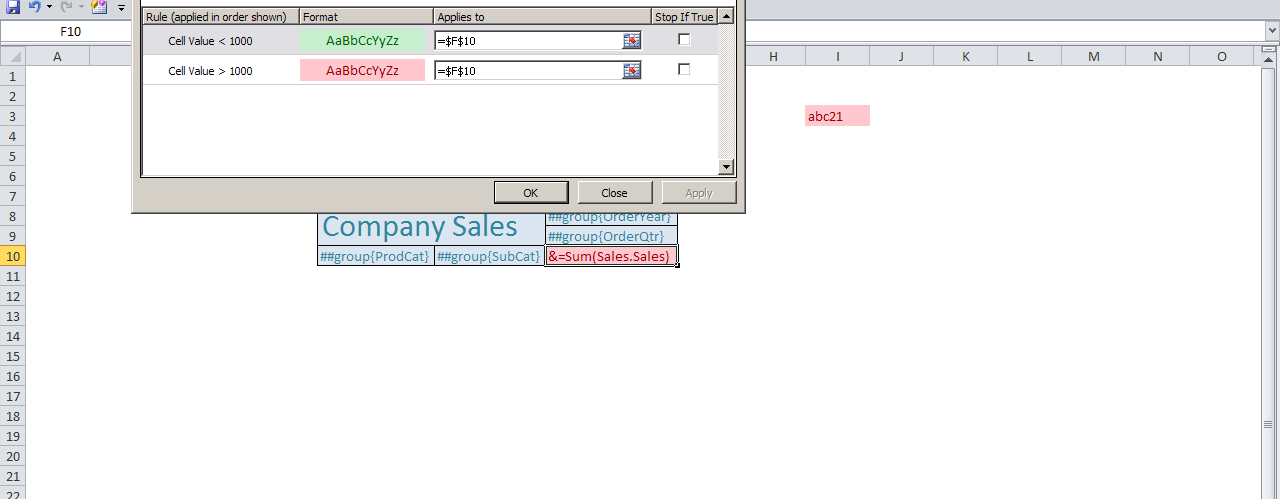 F10
Rule (applied in order shown) Format Applies to Stop If True
Cell Value < 1000 AaBbCcYyZz =$F$10
Cell Value > 1000 AaBbCcYyZz =$F$10
OK Close Apply
A H I J K L M N O
1
2
3 abc21
4
5
6
7
8 Company Sales ##group{OrderYear}
9 ##group{OrderQtr}
10 ##group{ProdCat} ##group{SubCat} &=Sum(Sales.Sales)
11
12
13
14
15
16
17
18
19
20
21
22